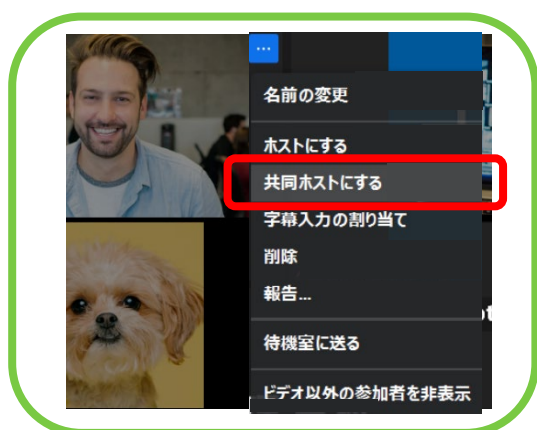 ...
名前の変更
ホストにする
共同ホストにする
字幕入力の割り当て
削除
報告...
待機室に送る
ビデオ以外の参加者を非表示